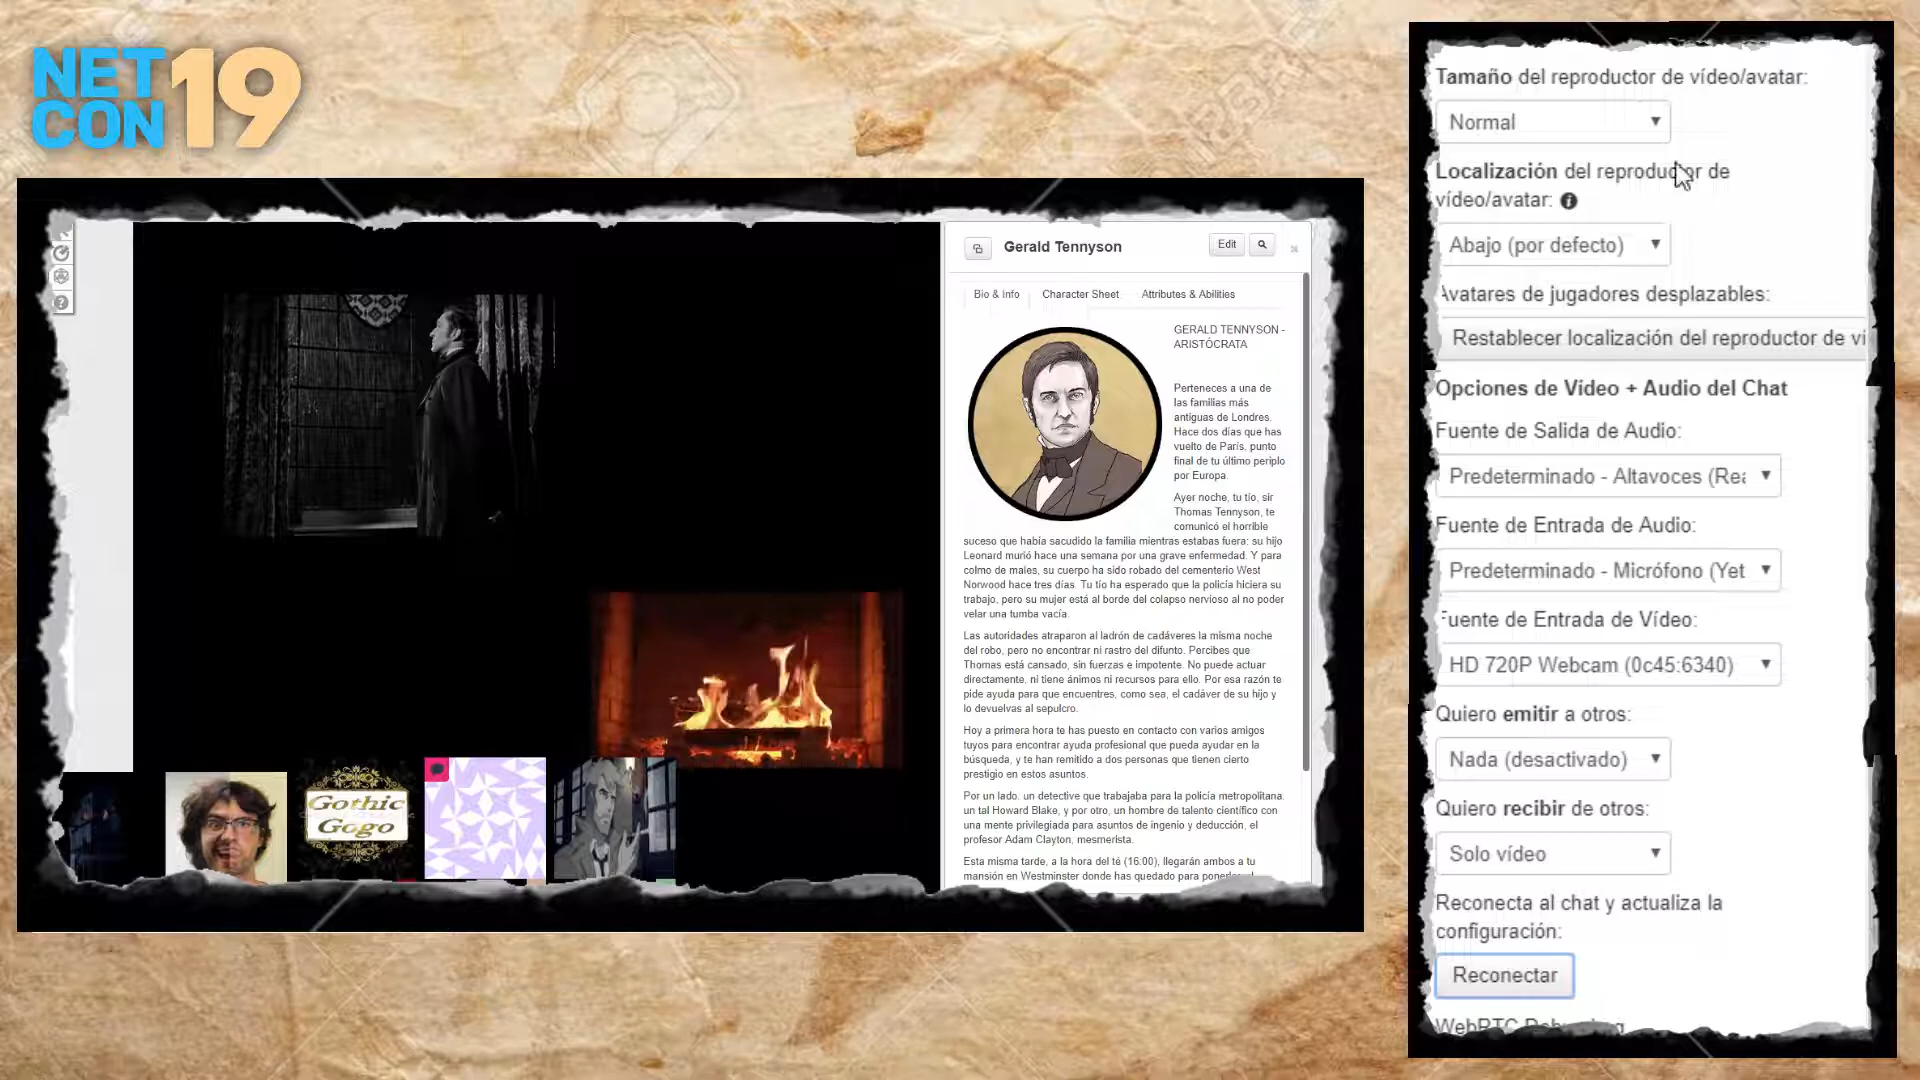 NET
CON
19
Gerald Tennyson
Edit
Bio & Info
Character Sheet
Attributes & Abilities
GERALD TENNYSON -
ARISTÓCRATA
Perteneces a una de
las familias más
antiguas de Londres.
Hace dos días que has
vuelto de París, punto
final de tu último periplo
por Europa.
Ayer noche, tu tío, sir
Thomas Tennyson, te
comunicó el horrible
suceso que había sacudido la familia mientras estabas fuera: su hijo
Leonard murió hace una semana por una grave enfermedad. Y para
colmo de males, su cuerpo ha sido robado del cementerio West
Norwood hace tres días. Tu tío ha esperado que la policía hiciera su
trabajo, pero su mujer está al borde del colapso nervioso al no poder
velar una tumba vacía.
Las autoridades atraparon al ladrón de cadáveres la misma noche
del robo, pero no encontrar ni rastro del difunto. Percibes que
Thomas está cansado, sin fuerzas e impotente. No puede actuar
directamente, ni tiene ánimos ni recursos para ello. Por esa razón te
pide ayuda para que encuentres, como sea, el cadáver de su hijo y
lo devuelvas al sepulcro.
Hoy a primera hora te has puesto en contacto con varios amigos
tuyos para encontrar ayuda profesional que pueda ayudar en la
búsqueda, y te han remitido a dos personas que tienen cierto
prestigio en estos asuntos.
Por un lado, un detective que trabajaba para la policía metropolitana,
un tal Howard Blake, y por otro, un hombre de talento científico con
una mente privilegiada para asuntos de ingenio y deducción, el
profesor Adam Clayton, mesmerista.
Esta misma tarde, a la hora del té (16:00), llegarán ambos a tu
mansión en Westminster donde has quedado para
Gothic
Gogo
Tamaño del reproductor de vídeo/avatar:
Normal
Localización del reproductor de
vídeo/avatar:
Abajo (por defecto)
Avatares de jugadores desplazables:
Restablecer localización del reproductor de ví
Opciones de Vídeo + Audio del Chat
Fuente de Salida de Audio:
Predeterminado - Altavoces (Rea
Fuente de Entrada de Audio:
Predeterminado - Micrófono (Yet
Fuente de Entrada de Vídeo:
HD 720P Webcam (0c45:6340)
Quiero emitir a otros:
Nada (desactivado)
Quiero recibir de otros:
Solo vídeo
Reconecta al chat y actualiza la
configuración:
Reconectar
WebRTC